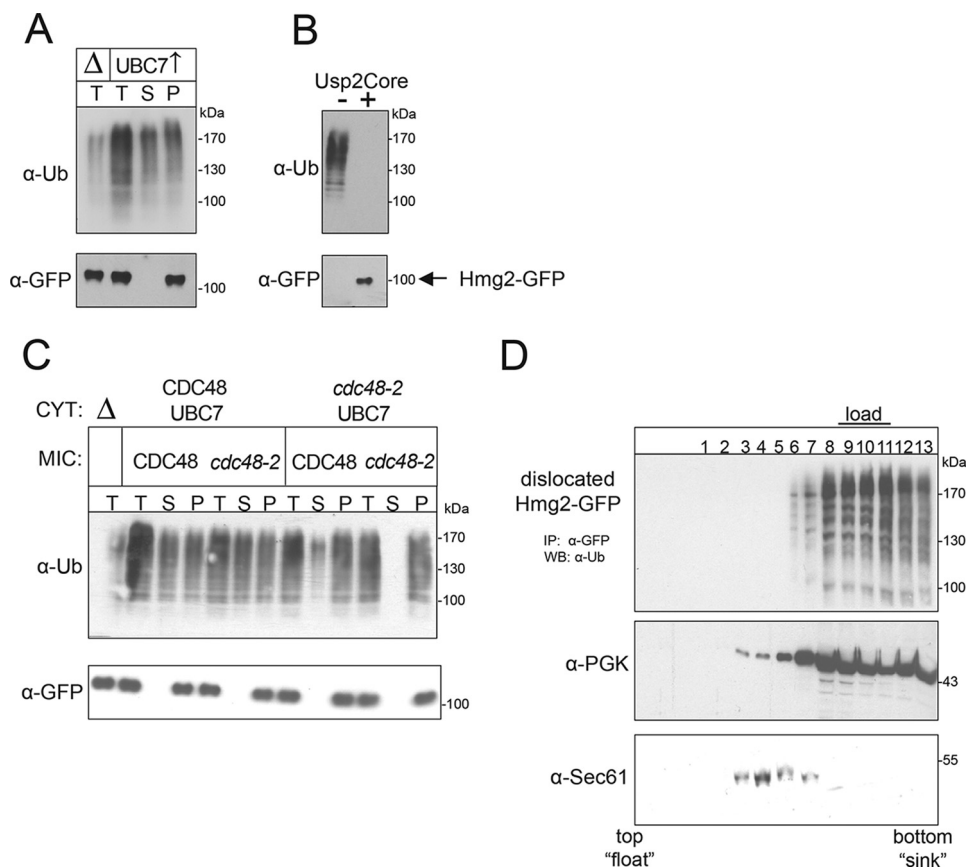 A
Δ UBC7↑
T T S P
kDa
α-Ub
-170
-130
-100
α-GFP
-100
B
Usp2Core
- +
kDa
α-Ub
-170
-130
-100
α-GFP
-100
Hmg2-GFP
C
CYT: Δ CDC48 UBC7 cdc48-2 UBC7
MIC: CDC48 cdc48-2 CDC48 cdc48-2
T T S P T S P T S P T S P
kDa
α-Ub
-170
-130
-100
α-GFP
-100
D
load
1 2 3 4 5 6 7 8 9 10 11 12 13
kDa
dislocated
Hmg2-GFP
IP: α-GFP
WB: α-Ub
-170
-130
-100
α-PGK
-43
α-Sec61
-55
top
"float"
bottom
"sink"